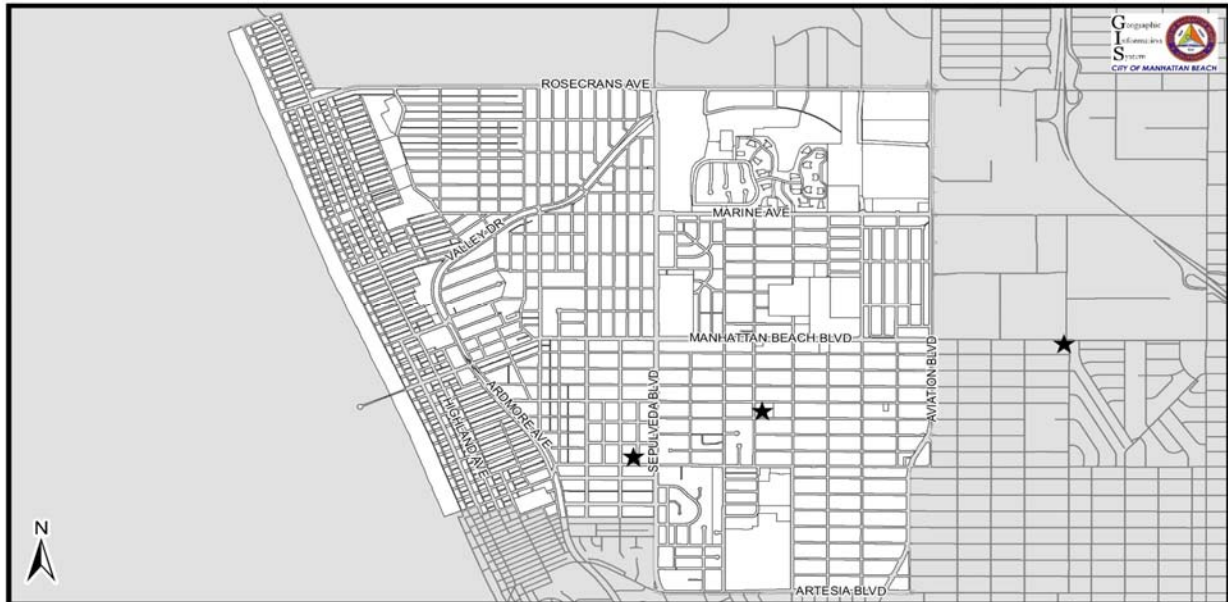 Geographic
Information
System
CITY OF MANHATTAN BEACH
ROSECRANS AVE
MARINE AVE
VALLEY DR
MANHATTAN BEACH BLVD
AVIATION BLVD
SEPULVEDA BLVD
ARDMORE AVE
HIGHLAND AVE
N
ARTESIA BLVD